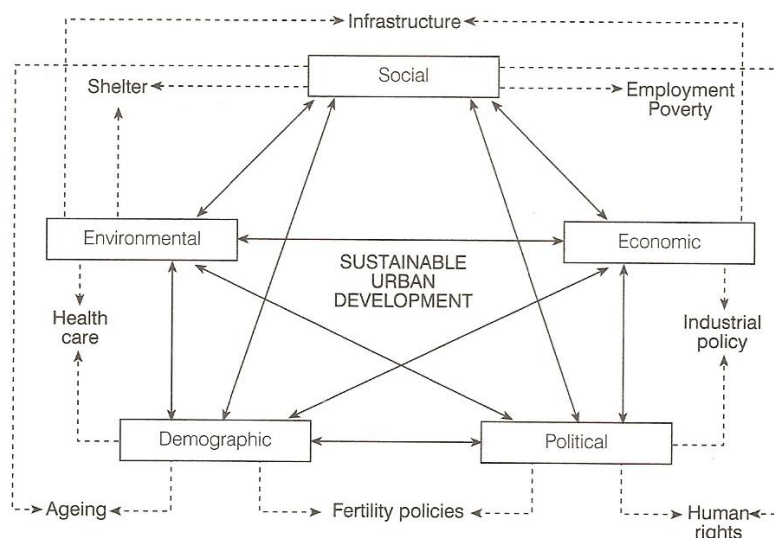 Infrastructure
Social
Shelter
Employment
Poverty
Environmental
Economic
SUSTAINABLE
URBAN
DEVELOPMENT
Health
care
Industrial
policy
Demographic
Political
Ageing
Fertility policies
Human
rights